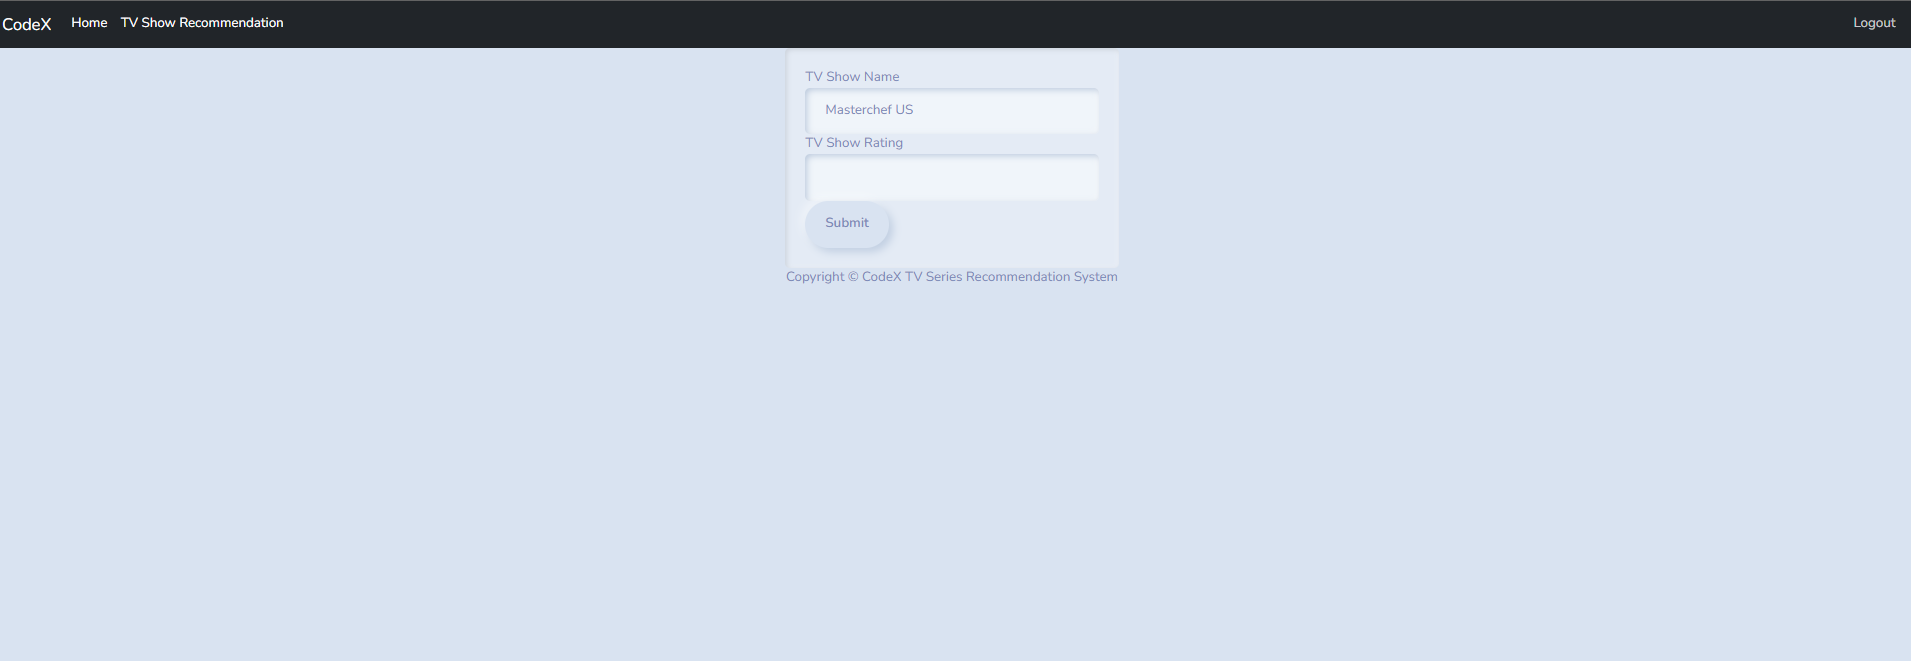 CodeX Home TV Show Recommendation Logout
TV Show Name
Masterchef US
TV Show Rating
Submit
Copyright © CodeX TV Series Recommendation System